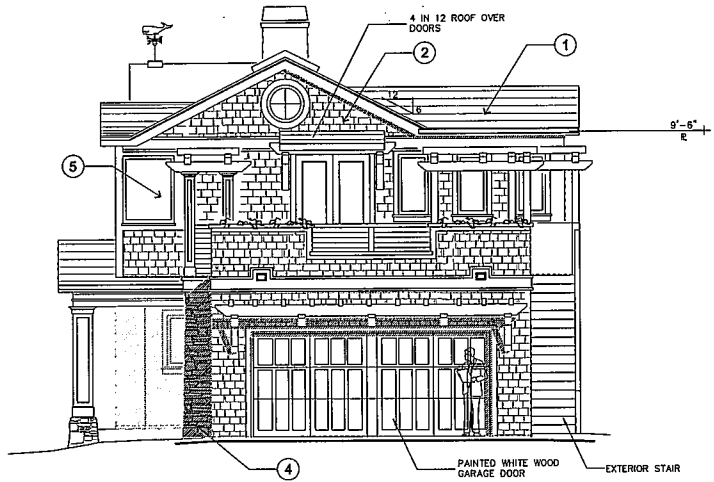 4 IN 12 ROOF OVER
DOORS
1
2
12
6
9'-6"
PL
5
4
PAINTED WHITE WOOD
GARAGE DOOR
EXTERIOR STAIR